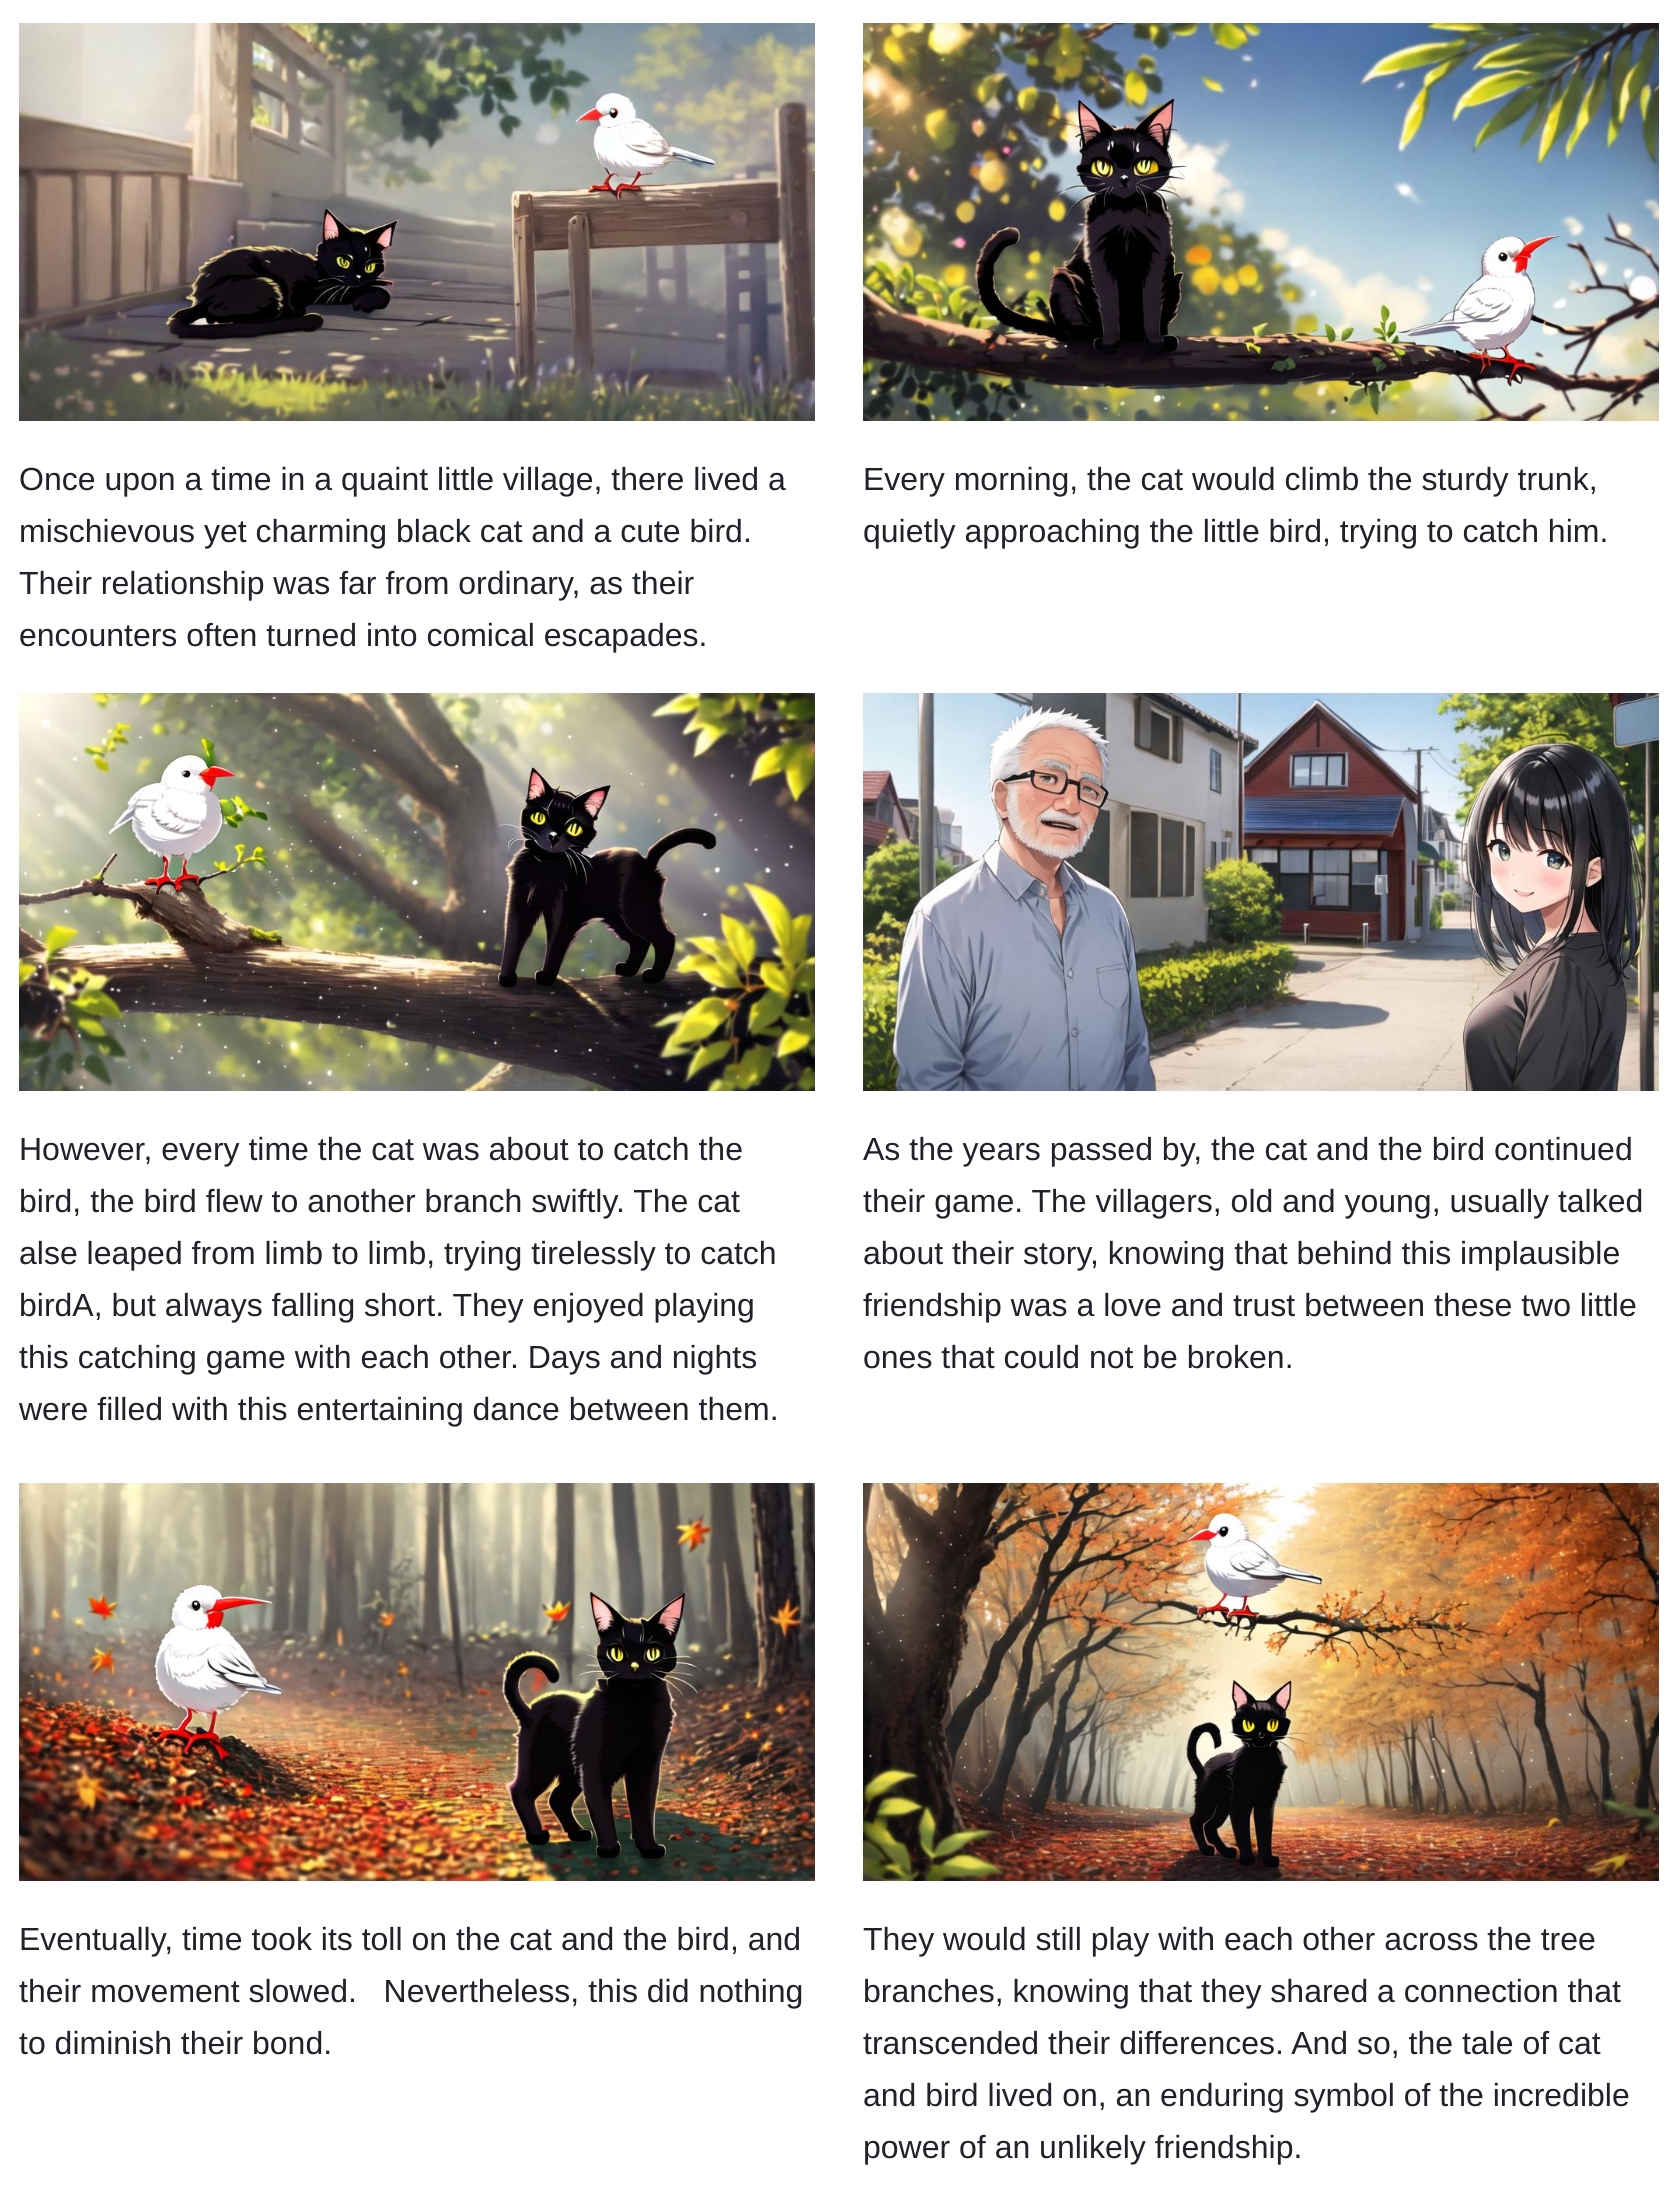 Once upon a time in a quaint little village, there lived a
mischievous yet charming black cat and a cute bird.
Their relationship was far from ordinary, as their
encounters often turned into comical escapades.
Every morning, the cat would climb the sturdy trunk,
quietly approaching the little bird, trying to catch him.
However, every time the cat was about to catch the
bird, the bird flew to another branch swiftly. The cat
alse leaped from limb to limb, trying tirelessly to catch
birdA, but always falling short. They enjoyed playing
this catching game with each other. Days and nights
were filled with this entertaining dance between them.
As the years passed by, the cat and the bird continued
their game. The villagers, old and young, usually talked
about their story, knowing that behind this implausible
friendship was a love and trust between these two little
ones that could not be broken.
Eventually, time took its toll on the cat and the bird, and
their movement slowed.   Nevertheless, this did nothing
to diminish their bond.
They would still play with each other across the tree
branches, knowing that they shared a connection that
transcended their differences. And so, the tale of cat
and bird lived on, an enduring symbol of the incredible
power of an unlikely friendship.